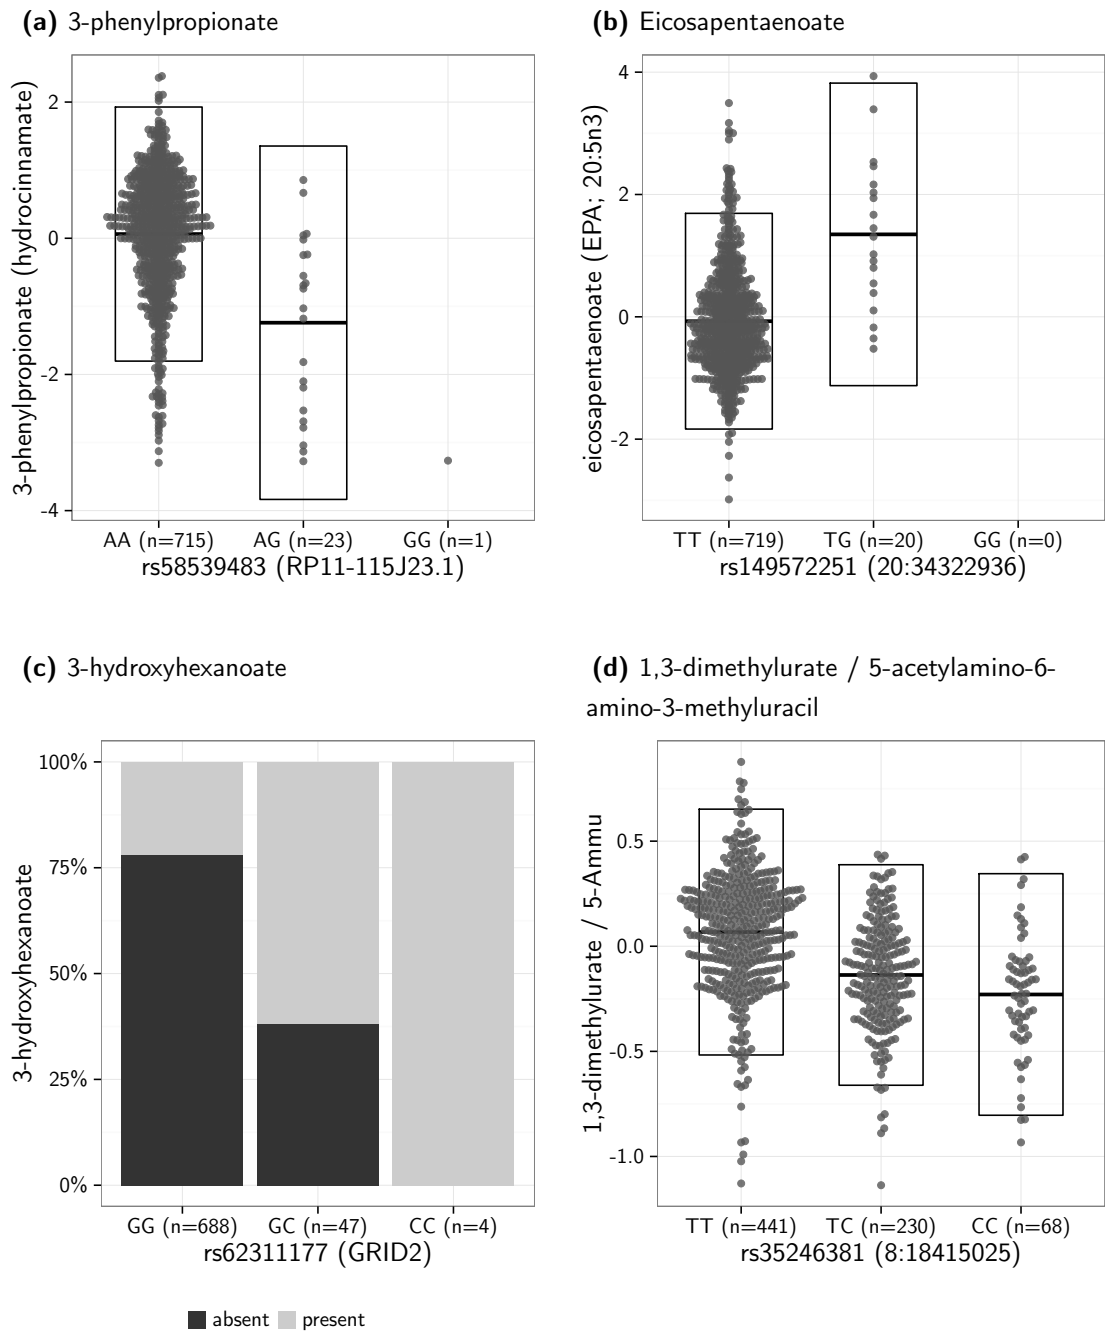 (a) 3-phenylpropionate
3-phenylpropionate (hydrocinnamate)
2
0
-2
-4
AA (n=715) AG (n=23) GG (n=1)
rs58539483 (RP11-115J23.1)
(b) Eicosapentaenoate
eicosapentaenoate (EPA; 20:5n3)
4
2
0
-2
TT (n=719) TG (n=20) GG (n=0)
rs149572251 (20:34322936)
(c) 3-hydroxyhexanoate
3-hydroxyhexanoate
100%
75%
50%
25%
0%
GG (n=688) GC (n=47) CC (n=4)
rs62311177 (GRID2)
absent present
(d) 1,3-dimethylurate / 5-acetylamino-6-
amino-3-methyluracil
1,3-dimethylurate / 5-Ammu
0.5
0.0
-0.5
-1.0
TT (n=441) TC (n=230) CC (n=68)
rs35246381 (8:18415025)